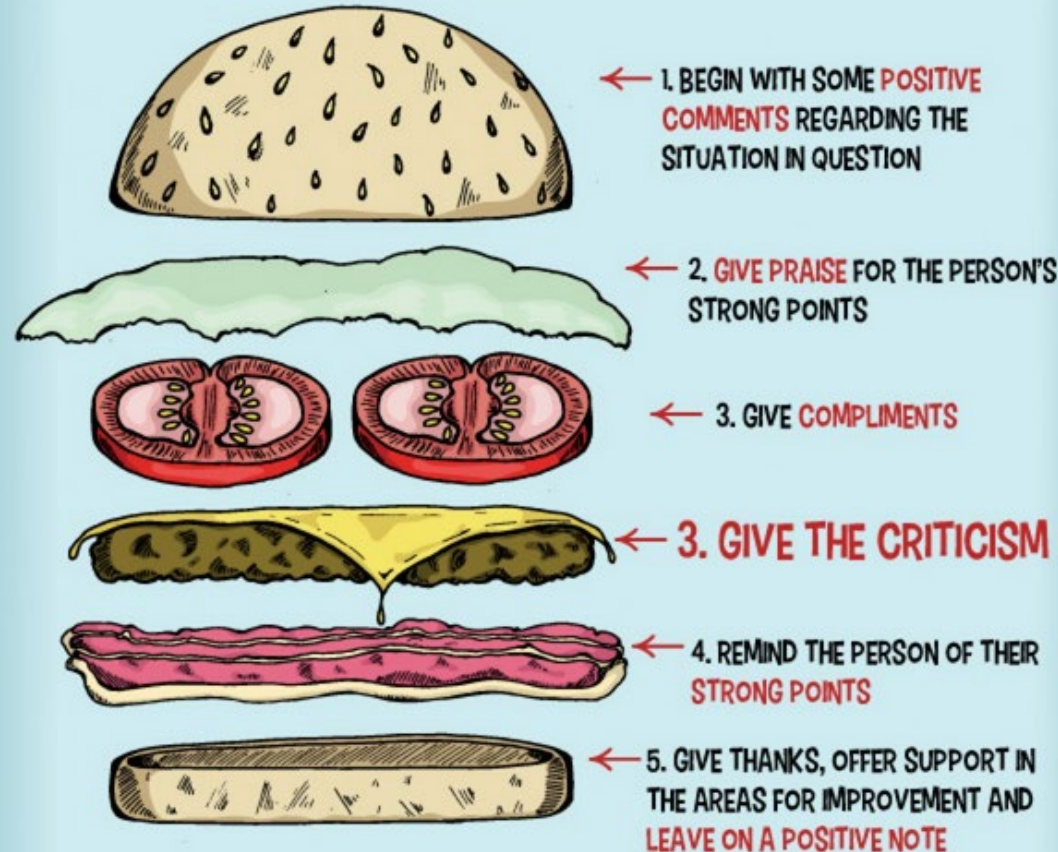 1. BEGIN WITH SOME POSITIVE
COMMENTS REGARDING THE
SITUATION IN QUESTION
2. GIVE PRAISE FOR THE PERSON'S
STRONG POINTS
3. GIVE COMPLIMENTS
3. GIVE THE CRITICISM
4. REMIND THE PERSON OF THEIR
STRONG POINTS
5. GIVE THANKS, OFFER SUPPORT IN
THE AREAS FOR IMPROVEMENT AND
LEAVE ON A POSITIVE NOTE